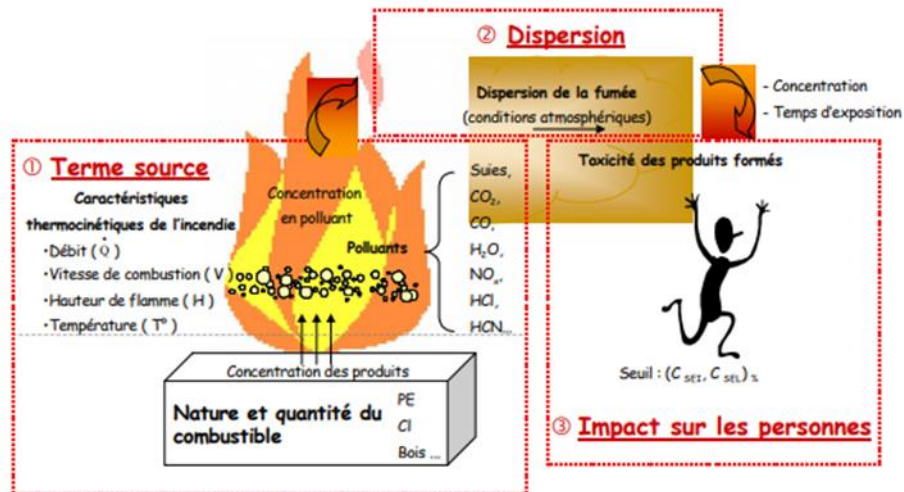 ② Dispersion
Dispersion de la fumée
(conditions atmosphériques)
- Concentration
- Temps d'exposition
① Terme source
Caractéristiques
thermocinétiques de l'incendie
•Débit ( Q̇ )
•Vitesse de combustion ( V )
•Hauteur de flamme ( H )
•Température ( T° )
Concentration
en polluant
Polluants
Suies,
CO₂,
CO,
H₂O,
NOₓ,
HCl,
HCN...
Concentration des produits
Nature et quantité du
combustible
PE
Cl
Bois ...
Toxicité des produits formés
Seuil : (C SEI, C SEL) %
③ Impact sur les personnes